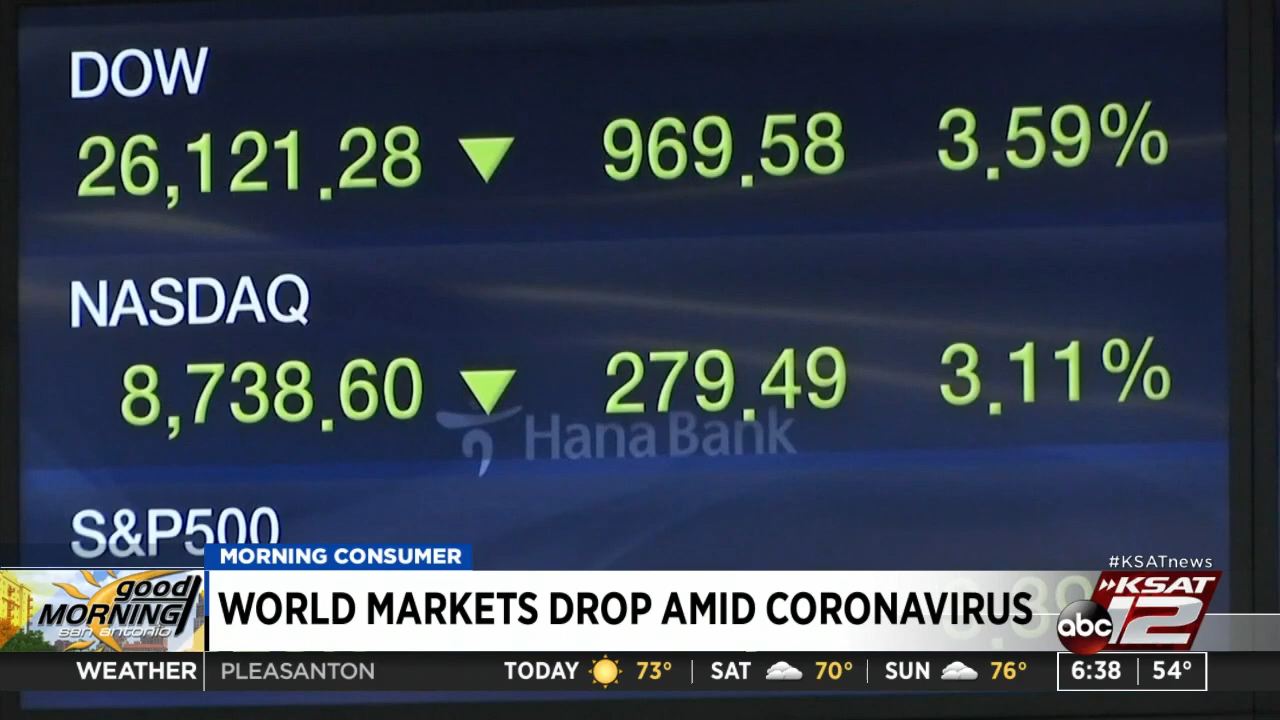 DOW
26,121.28 ▼ 969.58 3.59%
NASDAQ
8,738.60 ▼ 279.49 3.11%
Hana Bank
S&P500
MORNING CONSUMER
#KSATnews
good
MORNING
san antonio
WORLD MARKETS DROP AMID CORONAVIRUS
abc
KSAT
12
WEATHER PLEASANTON TODAY 73° SAT 70° SUN 76° 6:38 54°